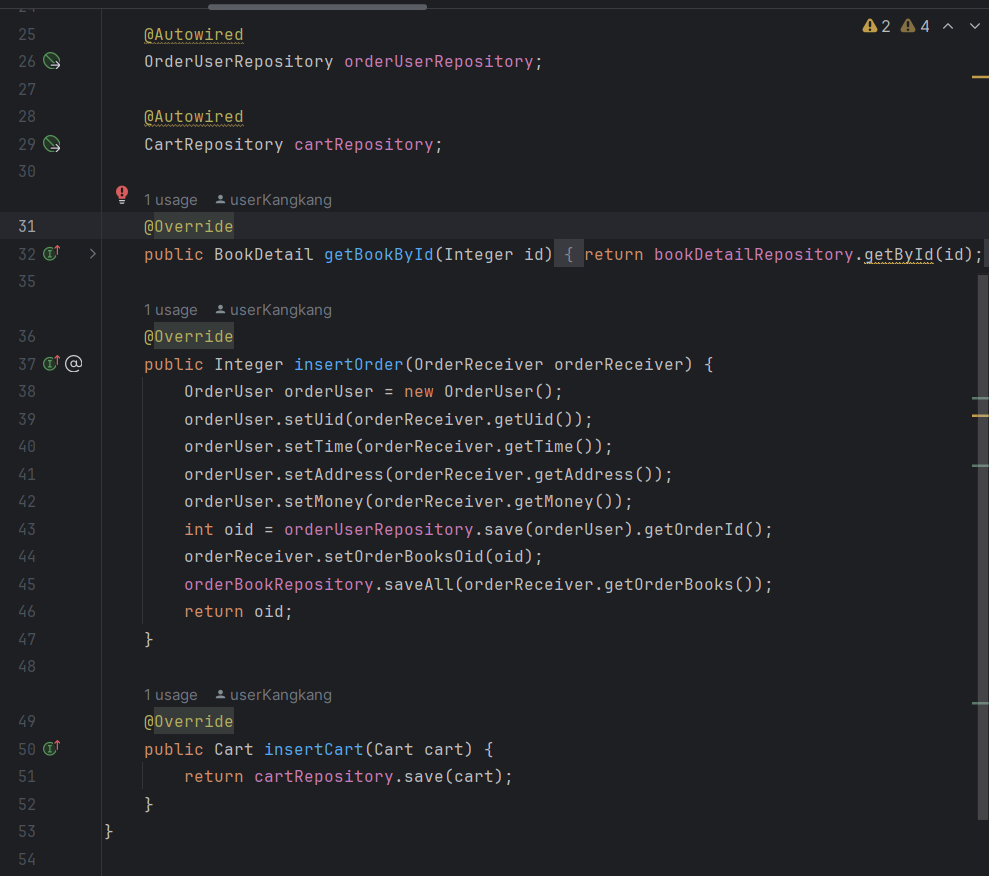 2 4
25 @Autowired
26 OrderUserRepository orderUserRepository;
27
28 @Autowired
29 CartRepository cartRepository;
30
1 usage userKangkang
31 @Override
32 public BookDetail getBookById(Integer id) { return bookDetailRepository.getById(id);
35
1 usage userKangkang
36 @Override
37 @ public Integer insertOrder(OrderReceiver orderReceiver) {
38 OrderUser orderUser = new OrderUser();
39 orderUser.setUid(orderReceiver.getUid());
40 orderUser.setTime(orderReceiver.getTime());
41 orderUser.setAddress(orderReceiver.getAddress());
42 orderUser.setMoney(orderReceiver.getMoney());
43 int oid = orderUserRepository.save(orderUser).getOrderId();
44 orderReceiver.setOrderBooksOid(oid);
45 orderBookRepository.saveAll(orderReceiver.getOrderBooks());
46 return oid;
47 }
48
1 usage userKangkang
49 @Override
50 public Cart insertCart(Cart cart) {
51 return cartRepository.save(cart);
52 }
53 }
54